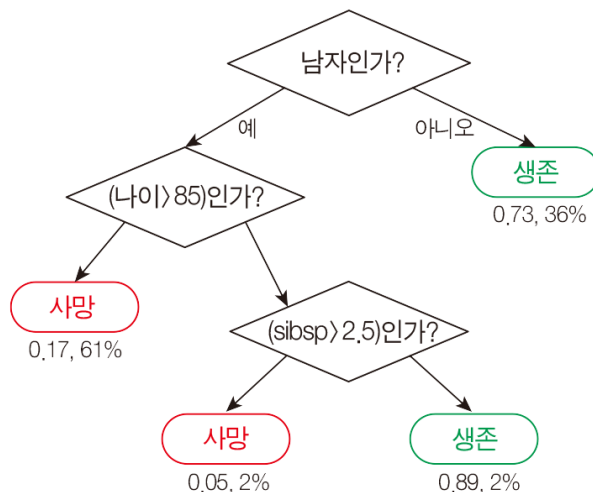 남자인가?
예
아니오
생존
0.73, 36%
(나이>85)인가?
사망
0.17, 61%
(sibsp>2.5)인가?
사망
0.05, 2%
생존
0.89, 2%